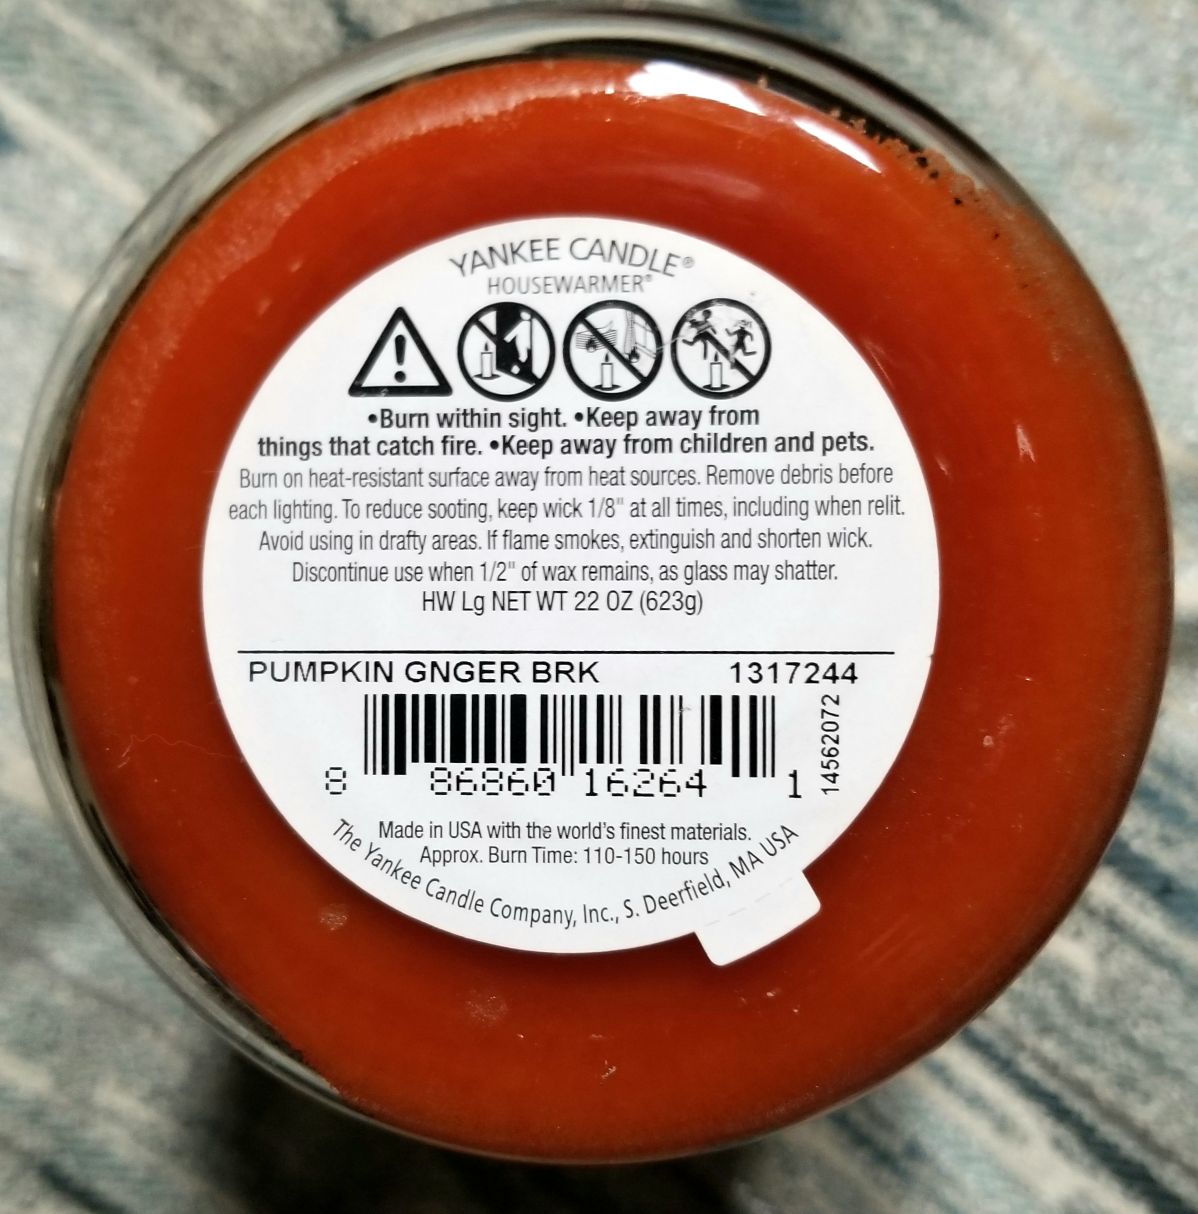 YANKEE CANDLE®
HOUSEWARMER®
•Burn within sight. •Keep away from
things that catch fire. •Keep away from children and pets.
Burn on heat-resistant surface away from heat sources. Remove debris before
each lighting. To reduce sooting, keep wick 1/8" at all times, including when relit.
Avoid using in drafty areas. If flame smokes, extinguish and shorten wick.
Discontinue use when 1/2" of wax remains, as glass may shatter.
HW Lg NET WT 22 OZ (623g)
PUMPKIN GNGER BRK 1317244
8 86860 16264 1
14562072
Made in USA with the world's finest materials.
Approx. Burn Time: 110-150 hours
The Yankee Candle Company, Inc., S. Deerfield, MA USA